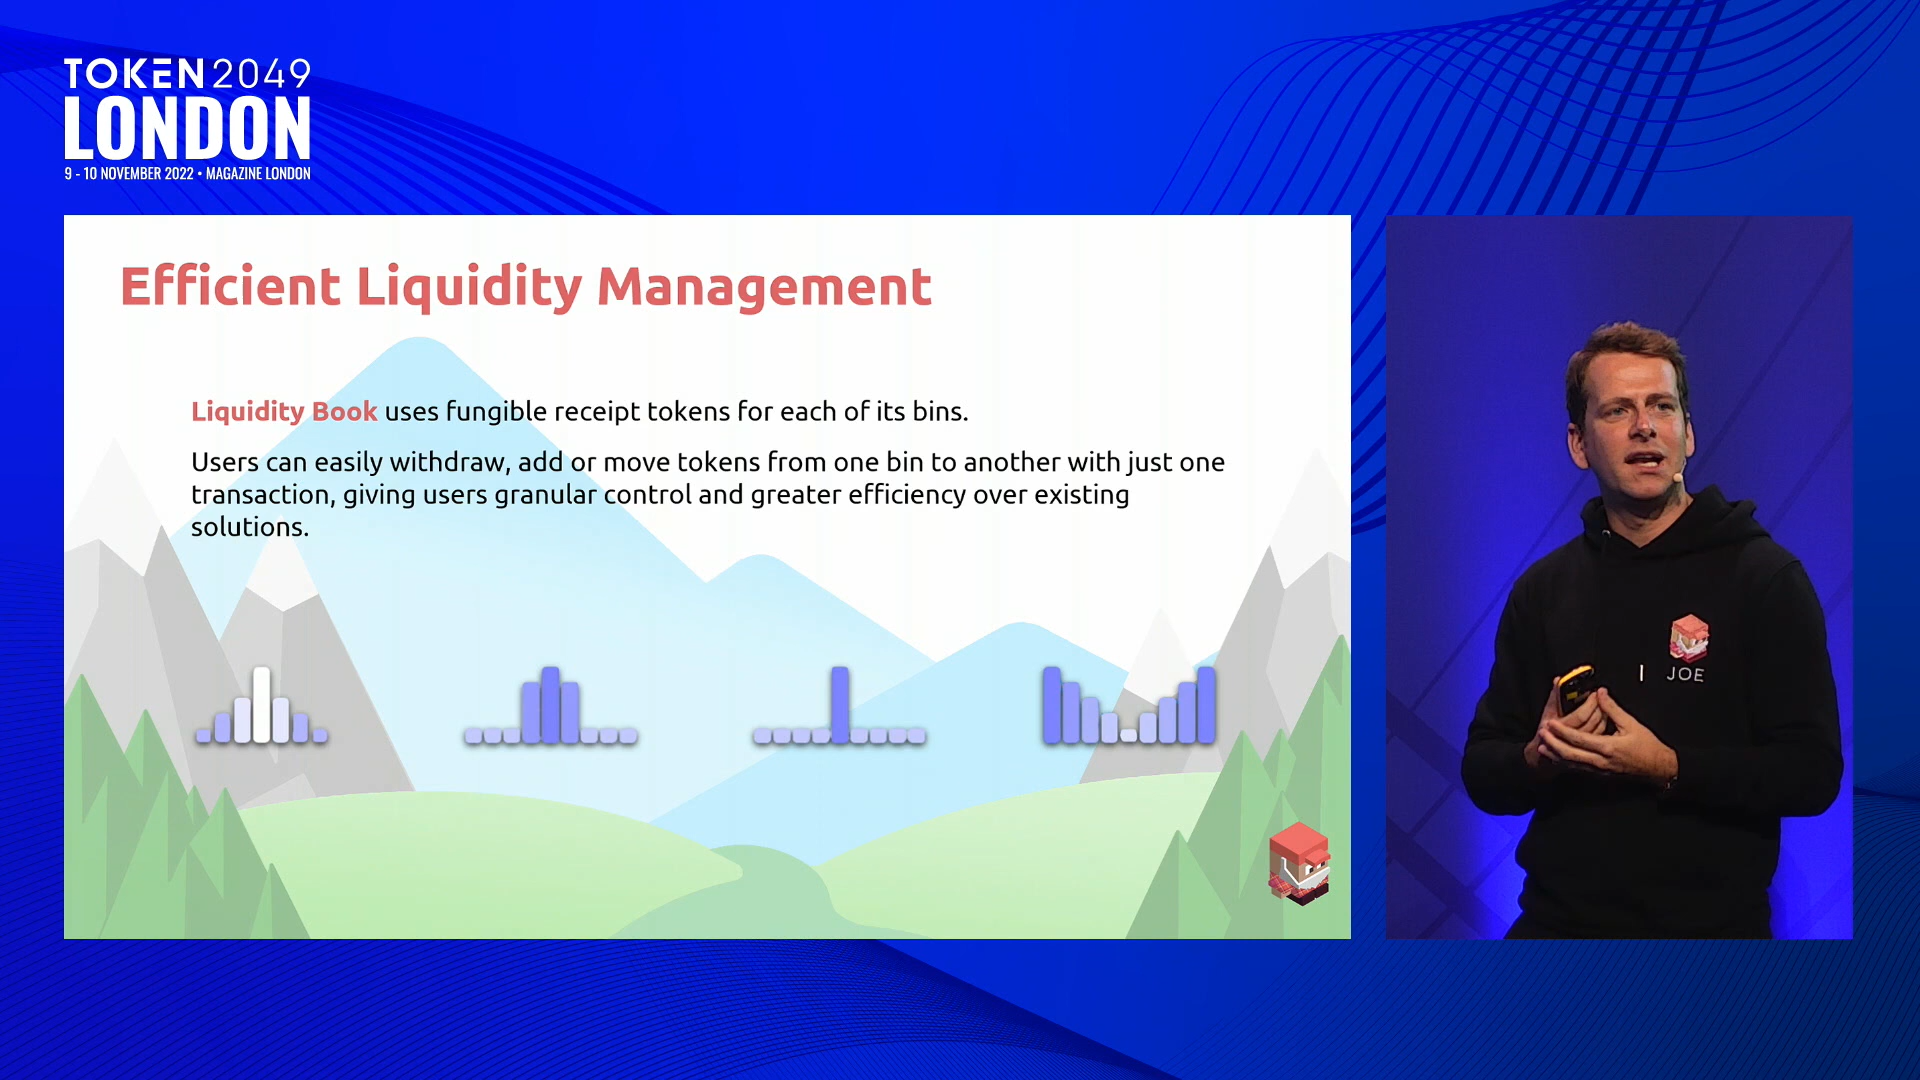 TOKEN2049
LONDON
9 - 10 NOVEMBER 2022 • MAGAZINE LONDON
Efficient Liquidity Management
Liquidity Book uses fungible receipt tokens for each of its bins.
Users can easily withdraw, add or move tokens from one bin to another with just one
transaction, giving users granular control and greater efficiency over existing
solutions.
JOE